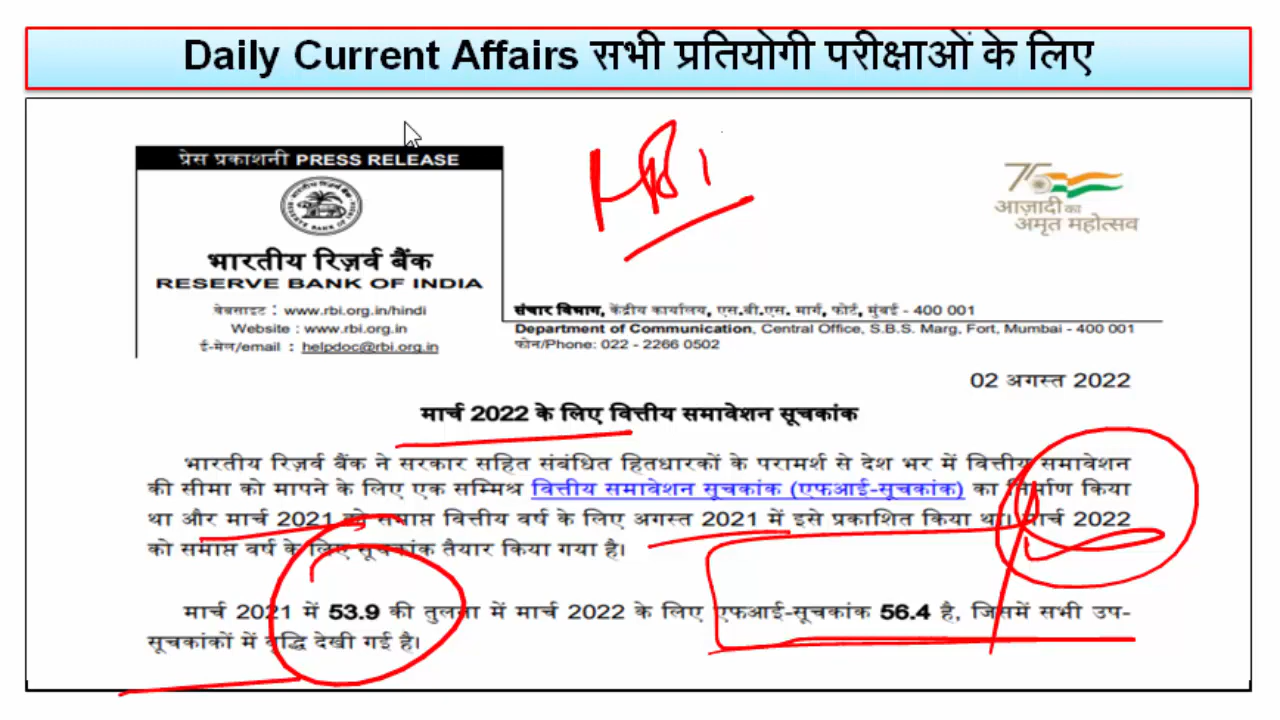 Daily Current Affairs सभी प्रतियोगी परीक्षाओं के लिए
प्रेस प्रकाशनी PRESS RELEASE
RBI
75
आज़ादी का
अमृत महोत्सव
भारतीय रिज़र्व बैंक
RESERVE BANK OF INDIA
वेबसाइट : www.rbi.org.in/hindi
Website : www.rbi.org.in
ई-मेल/email : helpdoc@rbi.org.in
संचार विभाग, केंद्रीय कार्यालय, एस.बी.एस. मार्ग, फोर्ट, मुंबई - 400 001
Department of Communication, Central Office, S.B.S. Marg, Fort, Mumbai - 400 001
फोन/Phone: 022 - 2266 0502
02 अगस्त 2022
मार्च 2022 के लिए वित्तीय समावेशन सूचकांक
भारतीय रिज़र्व बैंक ने सरकार सहित संबंधित हितधारकों के परामर्श से देश भर में वित्तीय समावेशन
की सीमा को मापने के लिए एक सम्मिश्र वित्तीय समावेशन सूचकांक (एफआई-सूचकांक) का निर्माण किया
था और मार्च 2021 को समाप्त वित्तीय वर्ष के लिए अगस्त 2021 में इसे प्रकाशित किया था। मार्च 2022
को समाप्त वर्ष के लिए सूचकांक तैयार किया गया है।
मार्च 2021 में 53.9 की तुलना में मार्च 2022 के लिए एफआई-सूचकांक 56.4 है, जिसमें सभी उप-
सूचकांकों में वृद्धि देखी गई है।